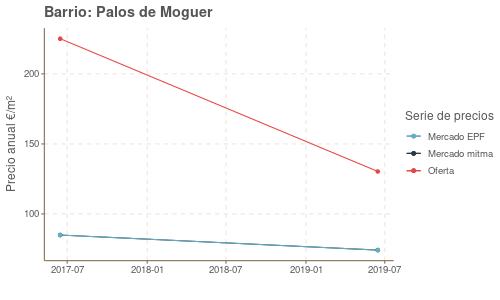 Barrio: Palos de Moguer
Precio anual €/m²
200
150
100
2017-07
2018-01
2018-07
2019-01
2019-07
Serie de precios
Mercado EPF
Mercado mitma
Oferta